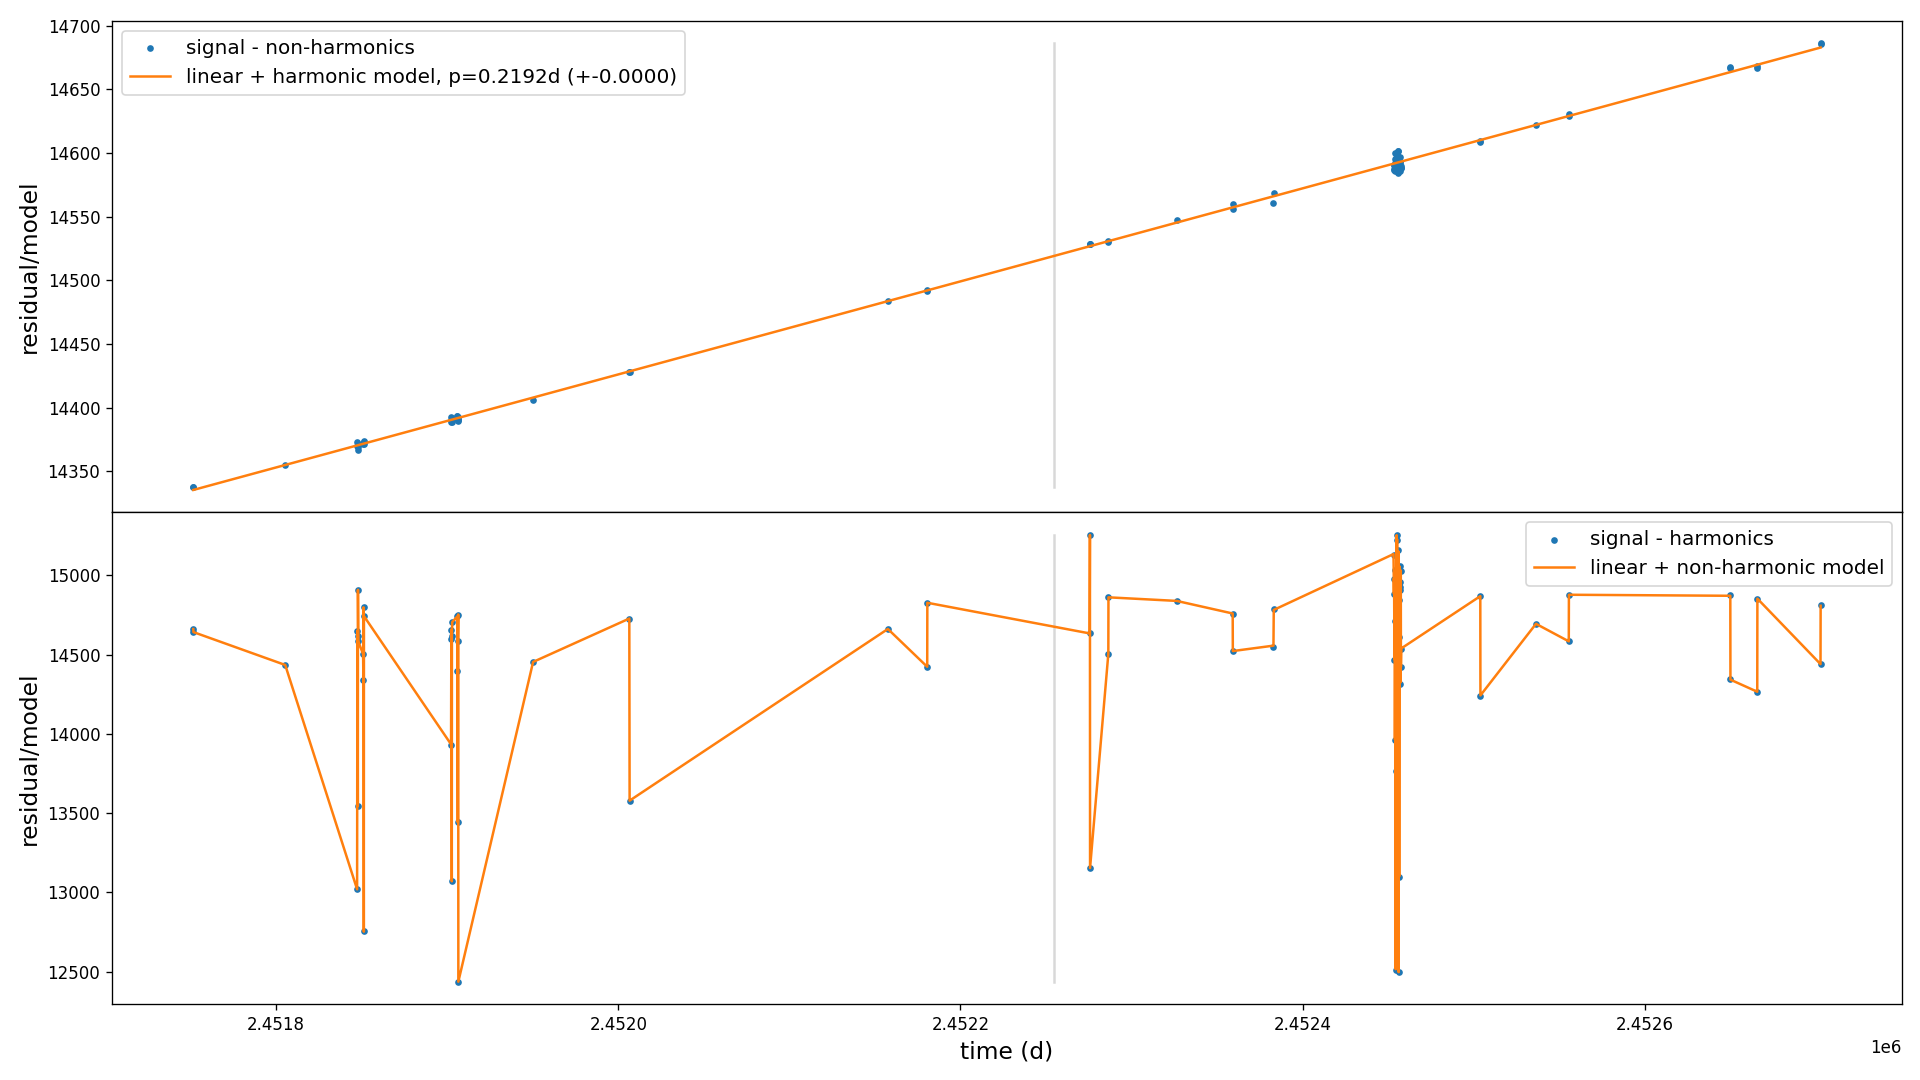 14700
14650
14600
14550
14500
14450
14400
14350
residual/model
signal - non-harmonics
linear + harmonic model, p=0.2192d (+-0.0000)
15000
14500
14000
13500
13000
12500
residual/model
signal - harmonics
linear + non-harmonic model
2.4518
2.4520
2.4522
2.4524
2.4526
1e6
time (d)